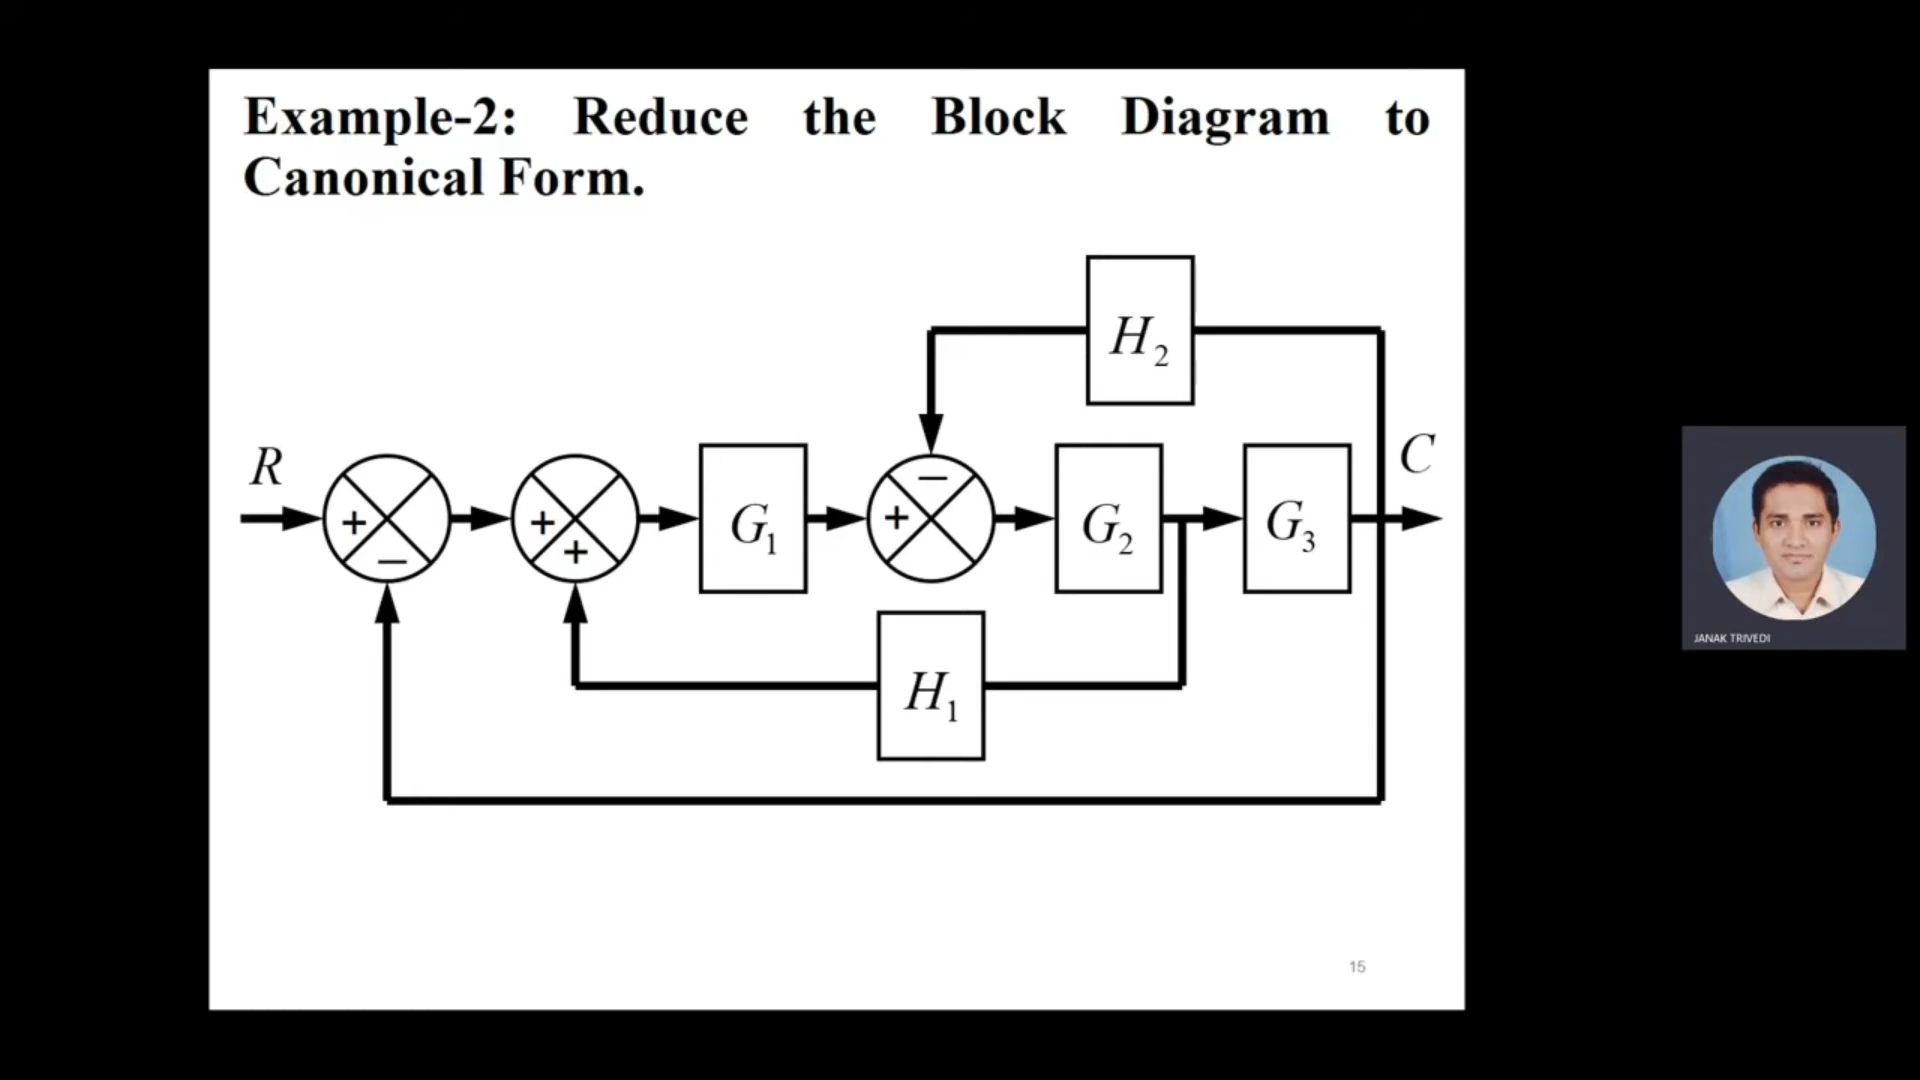 Example-2: Reduce the Block Diagram to
Canonical Form.
H2
R
C
+
−
+
+
G1
−
+
G2
G3
H1
JANAK TRIVEDI
15